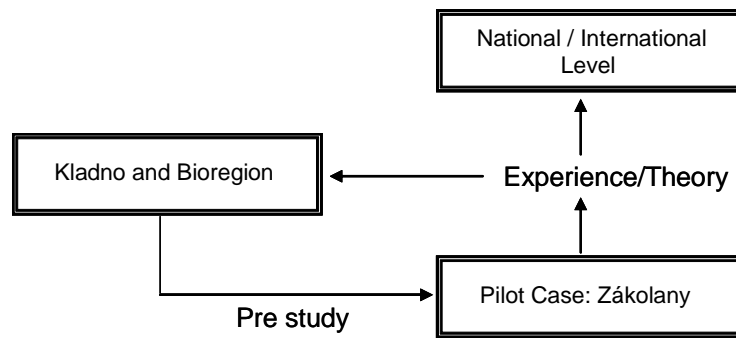 National / International
Level
Kladno and Bioregion
Experience/Theory
Pilot Case: Zákolany
Pre study